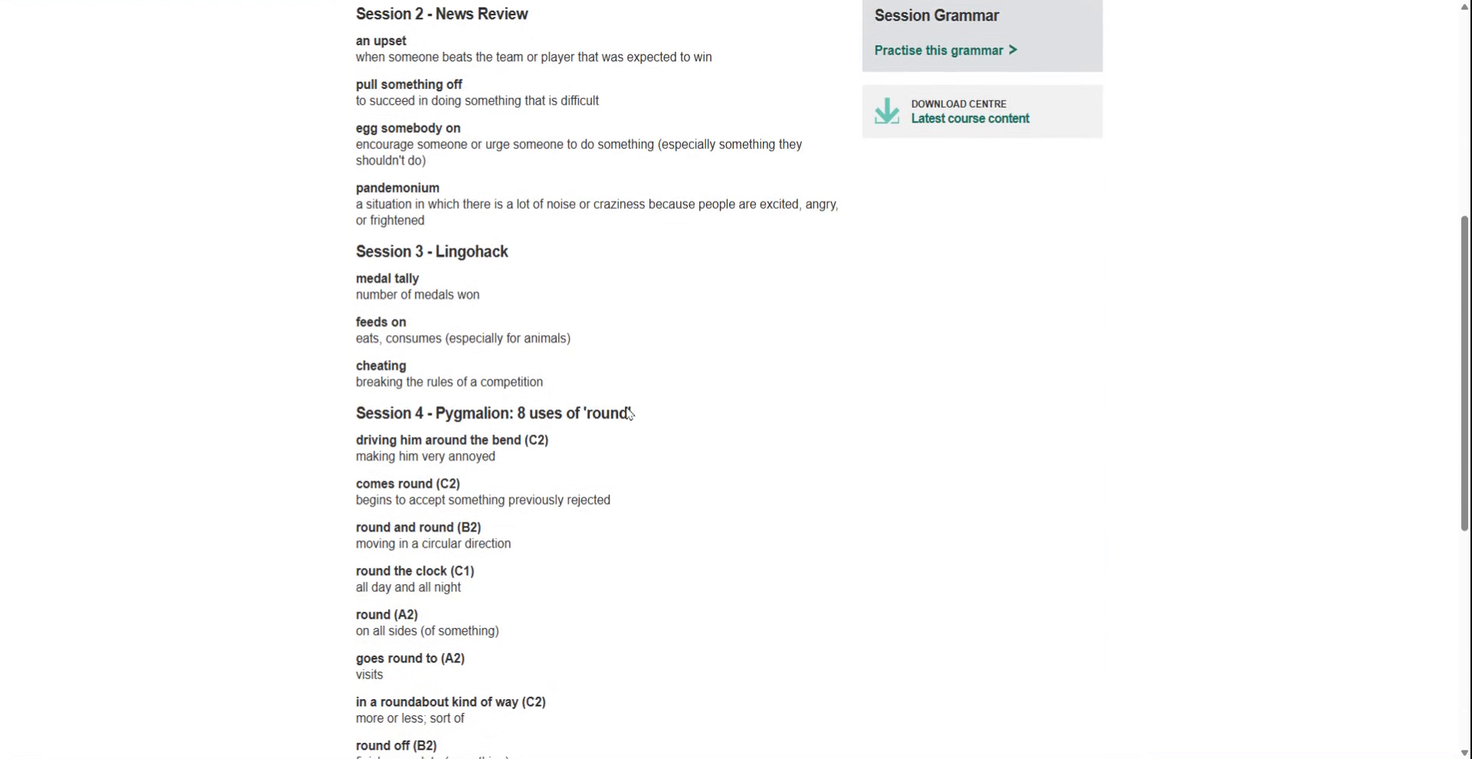 Session 2 - News Review
an upset
when someone beats the team or player that was expected to win
pull something off
to succeed in doing something that is difficult
egg somebody on
encourage someone or urge someone to do something (especially something they
shouldn't do)
pandemonium
a situation in which there is a lot of noise or craziness because people are excited, angry,
or frightened
Session 3 - Lingohack
medal tally
number of medals won
feeds on
eats, consumes (especially for animals)
cheating
breaking the rules of a competition
Session 4 - Pygmalion: 8 uses of 'round'
driving him around the bend (C2)
making him very annoyed
comes round (C2)
begins to accept something previously rejected
round and round (B2)
moving in a circular direction
round the clock (C1)
all day and all night
round (A2)
on all sides (of something)
goes round to (A2)
visits
in a roundabout kind of way (C2)
more or less; sort of
round off (B2)
Session Grammar
Practise this grammar >
DOWNLOAD CENTRE
Latest course content